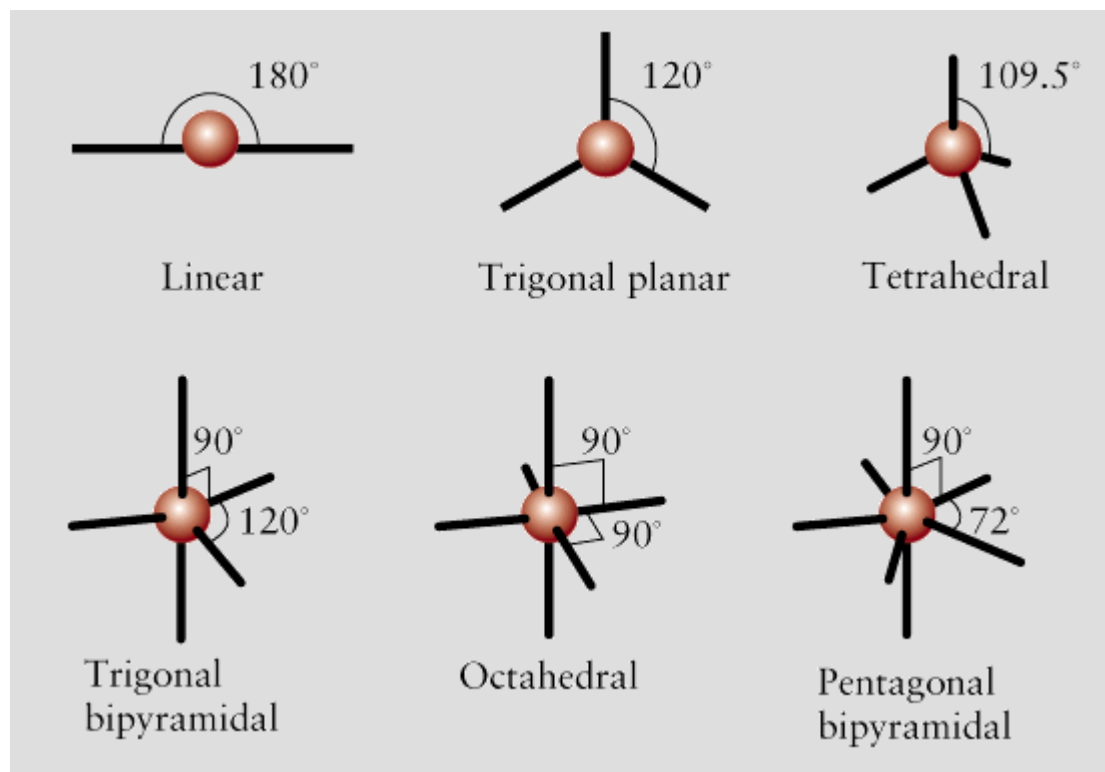 180°
120°
109.5°
Linear
Trigonal planar
Tetrahedral
90°
120°
90°
90°
90°
72°
Trigonal
bipyramidal
Octahedral
Pentagonal
bipyramidal